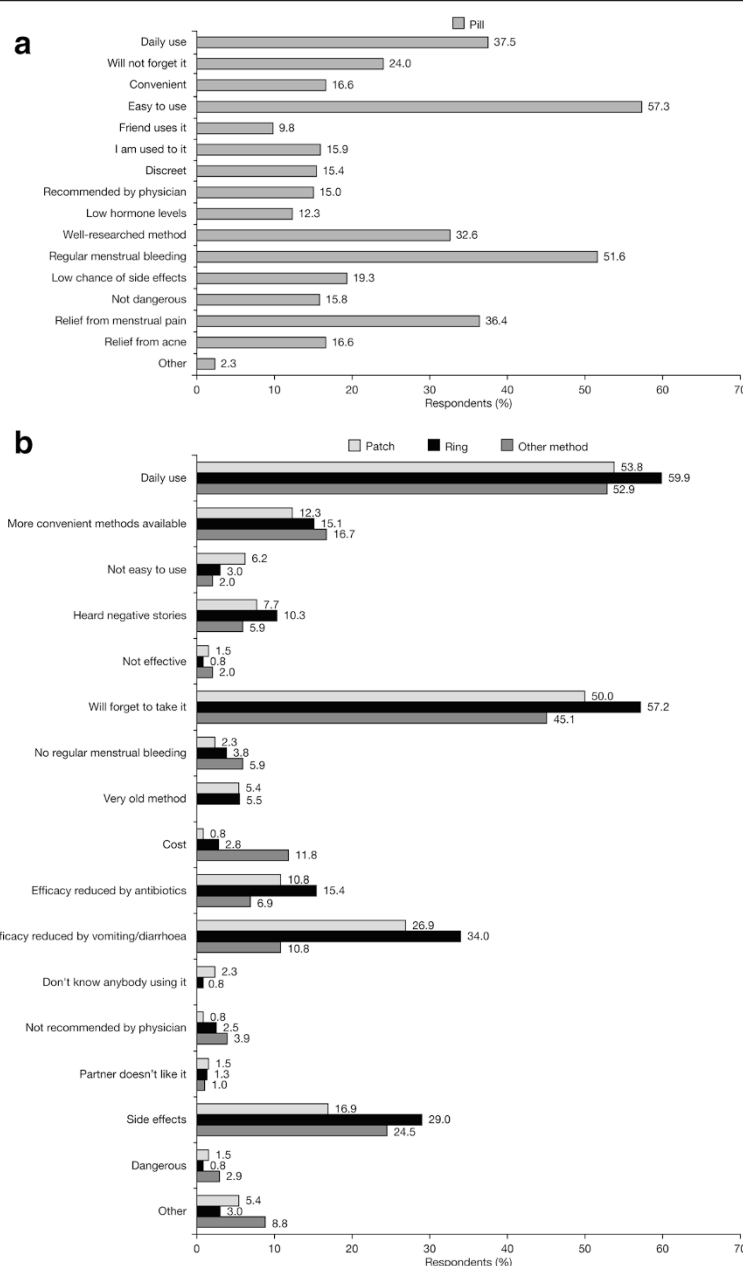 a
Pill
Daily use 37.5
Will not forget it 24.0
Convenient 16.6
Easy to use 57.3
Friend uses it 9.8
I am used to it 15.9
Discreet 15.4
Recommended by physician 15.0
Low hormone levels 12.3
Well-researched method 32.6
Regular menstrual bleeding 51.6
Low chance of side effects 19.3
Not dangerous 15.8
Relief from menstrual pain 36.4
Relief from acne 16.6
Other 2.3
0 10 20 30 40 50 60 70
Respondents (%)
b
Patch Ring Other method
53.8
Daily use 59.9
52.9
12.3
More convenient methods available 15.1
16.7
6.2
Not easy to use 3.0
2.0
7.7
Heard negative stories 10.3
5.9
1.5
Not effective 0.8
2.0
50.0
Will forget to take it 57.2
45.1
2.3
No regular menstrual bleeding 3.8
5.9
5.4
Very old method
5.5
0.8
Cost 2.8
11.8
10.8
Efficacy reduced by antibiotics 15.4
6.9
26.9
ficacy reduced by vomiting/diarrhoea 34.0
10.8
2.3
Don't know anybody using it
0.8
0.8
Not recommended by physician 2.5
3.9
1.5
Partner doesn't like it 1.3
1.0
16.9
Side effects 29.0
24.5
1.5
Dangerous 0.8
2.9
5.4
Other 3.0
8.8
0 10 20 30 40 50 60 70
Respondents (%)